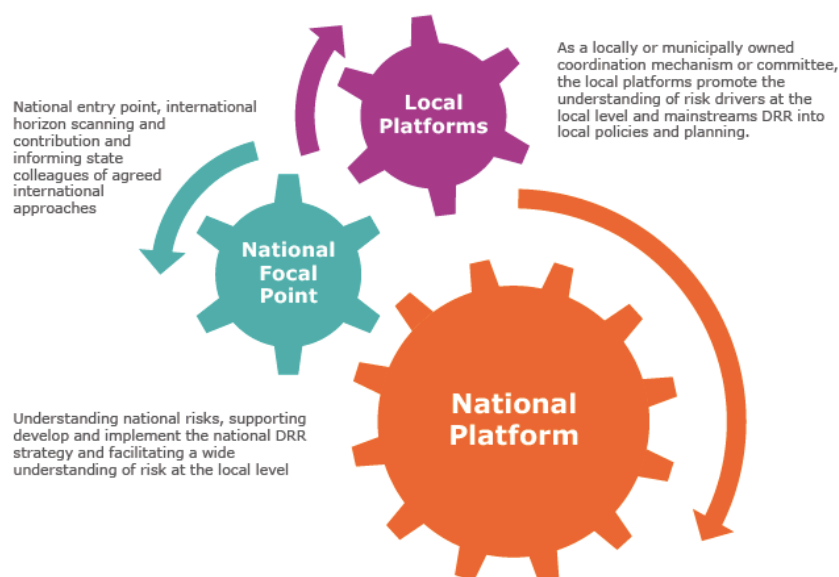 Local
Platforms
As a locally or municipally owned
coordination mechanism or committee,
the local platforms promote the
understanding of risk drivers at the
local level and mainstreams DRR into
local policies and planning.
National entry point, international
horizon scanning and
contribution and
informing state
colleagues of agreed
international
approaches
National
Focal
Point
National
Platform
Understanding national risks, supporting
develop and implement the national DRR
strategy and facilitating a wide
understanding of risk at the local level